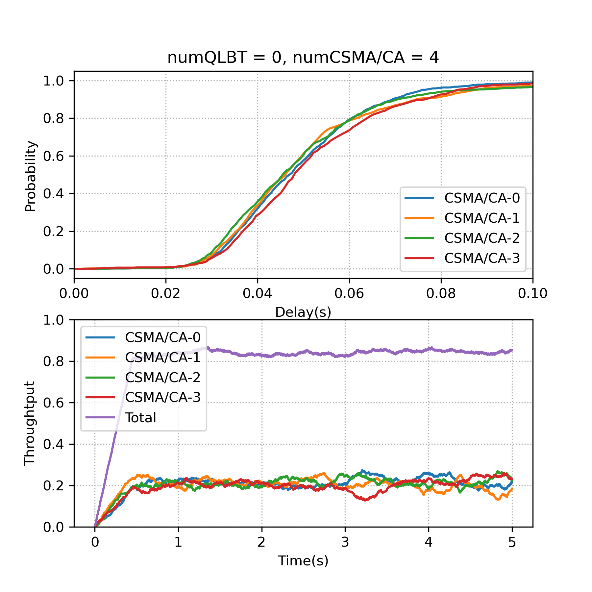 numQLBT = 0, numCSMA/CA = 4
1.0
0.8
0.6
0.4
0.2
0.0
Probability
CSMA/CA-0
CSMA/CA-1
CSMA/CA-2
CSMA/CA-3
0.00 0.02 0.04 0.06 0.08 0.10
Delay(s)
1.0
0.8
0.6
0.4
0.2
0.0
Throughtput
CSMA/CA-0
CSMA/CA-1
CSMA/CA-2
CSMA/CA-3
Total
0 1 2 3 4 5
Time(s)